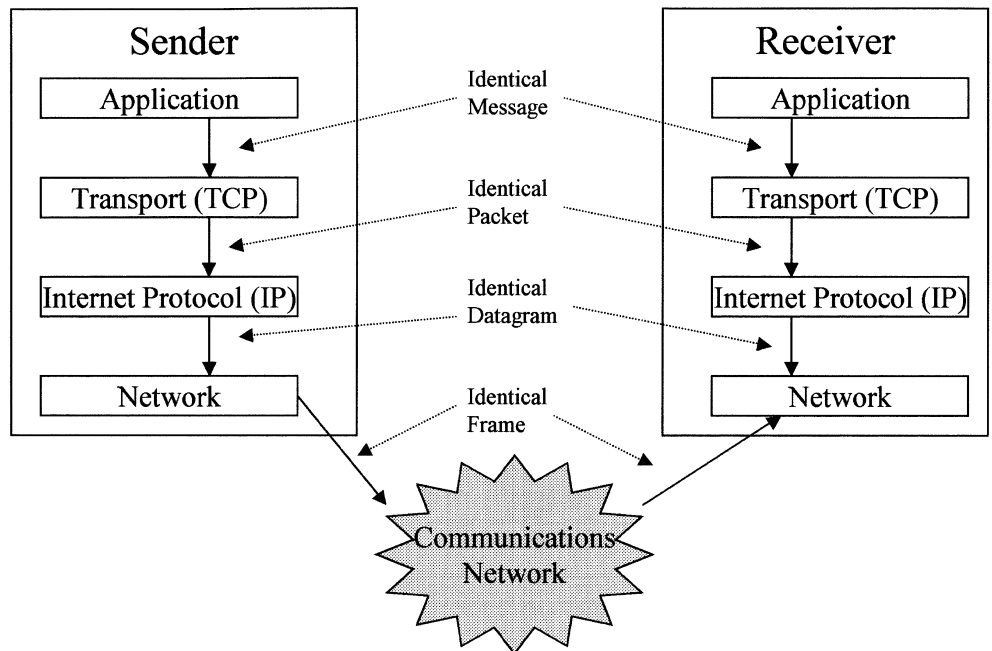 Sender
Application
Transport (TCP)
Internet Protocol (IP)
Network
Identical
Message
Identical
Packet
Identical
Datagram
Identical
Frame
Receiver
Application
Transport (TCP)
Internet Protocol (IP)
Network
Communications
Network